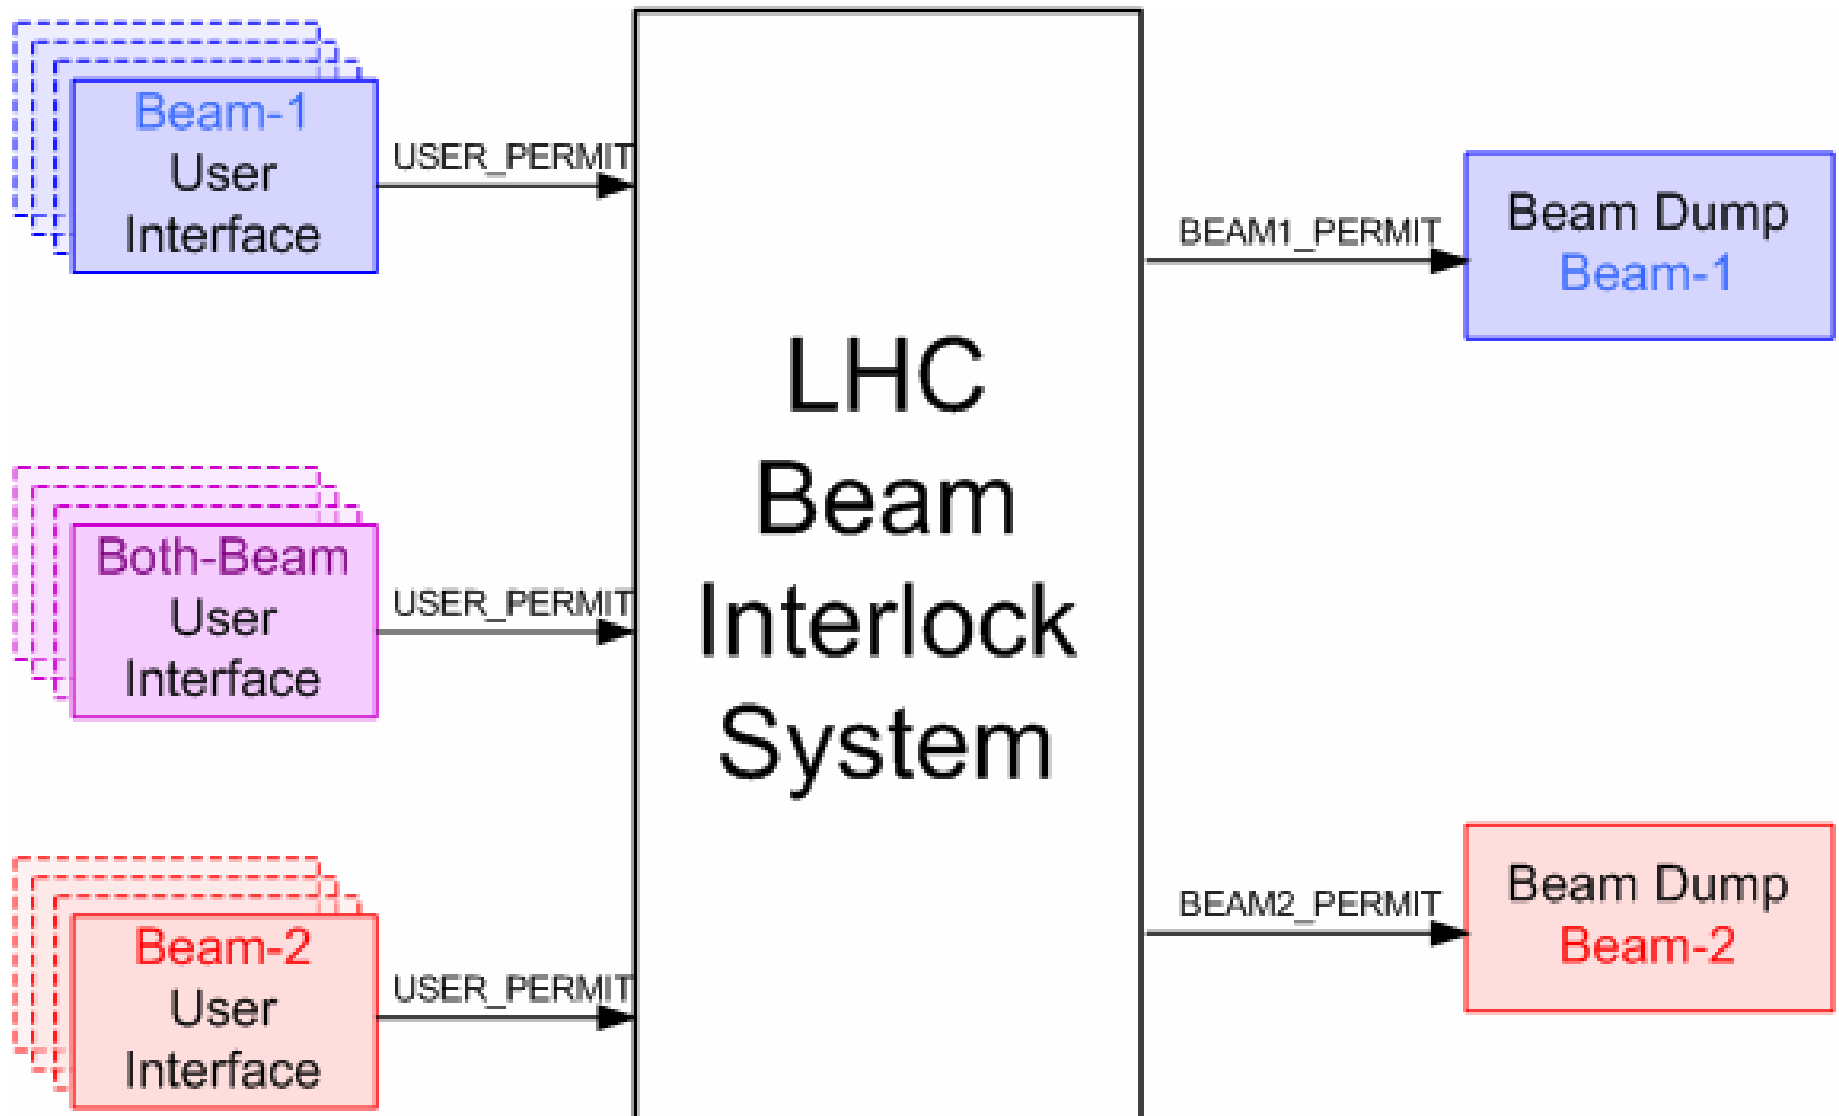 Beam-1
User
Interface
USER_PERMIT
Both-Beam
User
Interface
USER_PERMIT
Beam-2
User
Interface
USER_PERMIT
LHC
Beam
Interlock
System
BEAM1_PERMIT
Beam Dump
Beam-1
BEAM2_PERMIT
Beam Dump
Beam-2